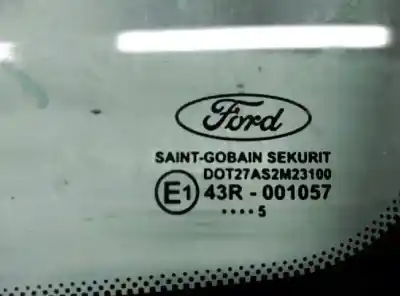 Ford
SAINT-GOBAIN SEKURIT
DOT27AS2M23100
E1 43R - 001057
•••• 5